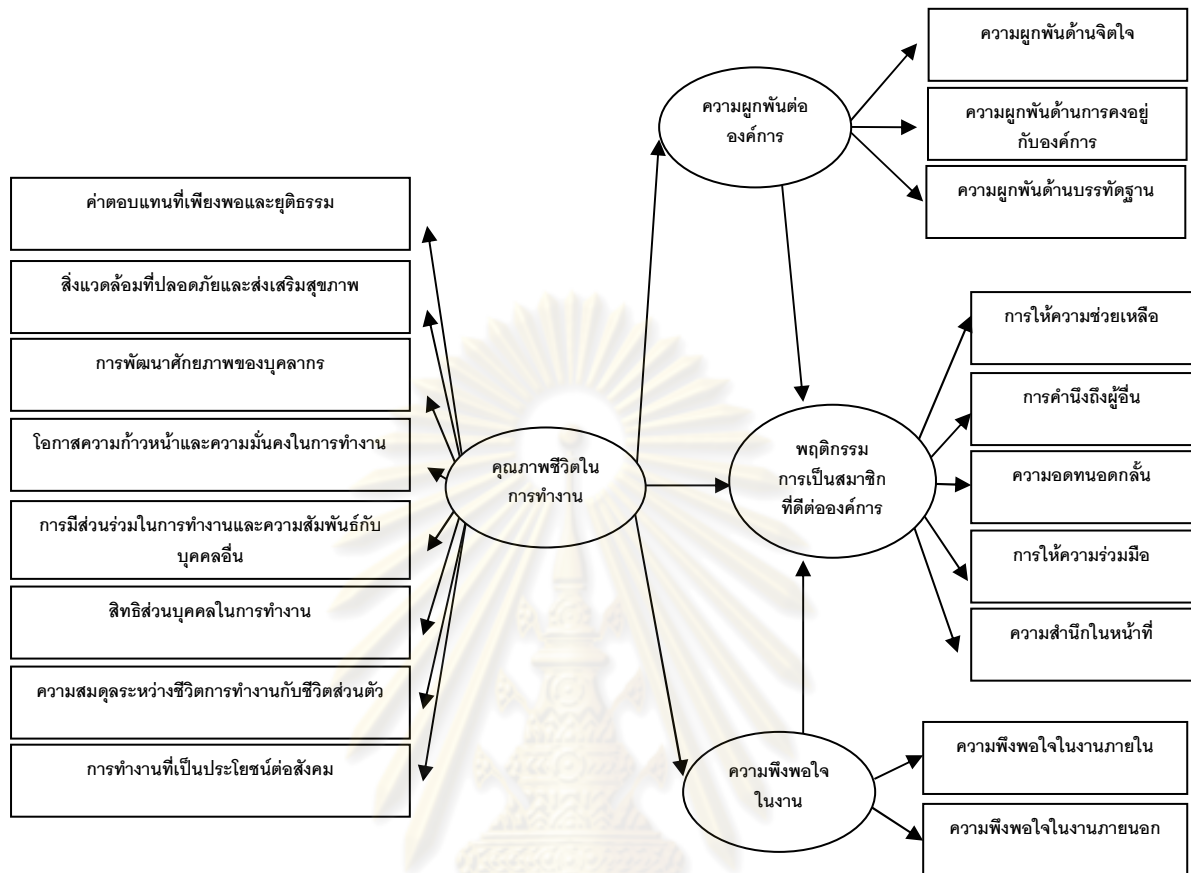 ความผูกพันด้านจิตใจ
ความผูกพันต่อ
องค์การ
ความผูกพันด้านการคงอยู่
กับองค์การ
ความผูกพันด้านบรรทัดฐาน
ค่าตอบแทนที่เพียงพอและยุติธรรม
สิ่งแวดล้อมที่ปลอดภัยและส่งเสริมสุขภาพ
การพัฒนาศักยภาพของบุคลากร
โอกาสความก้าวหน้าและความมั่นคงในการทำงาน
การมีส่วนร่วมในการทำงานและความสัมพันธ์กับ
บุคคลอื่น
สิทธิส่วนบุคคลในการทำงาน
ความสมดุลระหว่างชีวิตการทำงานกับชีวิตส่วนตัว
การทำงานที่เป็นประโยชน์ต่อสังคม
คุณภาพชีวิตใน
การทำงาน
พฤติกรรม
การเป็นสมาชิก
ที่ดีต่อองค์การ
การให้ความช่วยเหลือ
การคำนึงถึงผู้อื่น
ความอดทนอดกลั้น
การให้ความร่วมมือ
ความสำนึกในหน้าที่
ความพึงพอใจ
ในงาน
ความพึงพอใจในงานภายใน
ความพึงพอใจในงานภายนอก